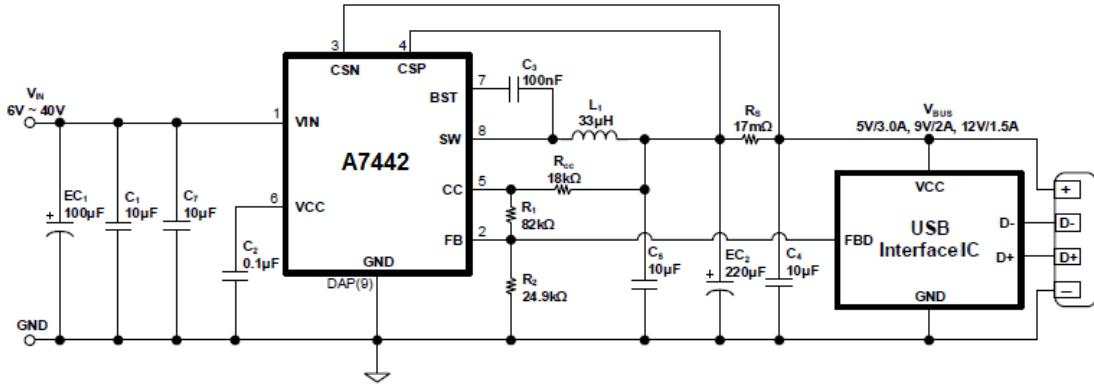 3
4
CSN
CSP
C3
100nF
7
BST
VIN
6V ~ 40V
1
VIN
L1
33μH
RS
17mΩ
VBUS
5V/3.0A, 9V/2A, 12V/1.5A
SW
8
A7442
Rcc
18kΩ
CC
5
VCC
+
EC1
100μF
C1
10μF
C7
10μF
6
VCC
R1
82kΩ
USB
Interface IC
D-
D-
FB
2
FBD
C2
0.1μF
GND
DAP(9)
R2
24.9kΩ
C5
10μF
EC2
220μF
C4
10μF
D+
D+
GND
–
GND
+
+